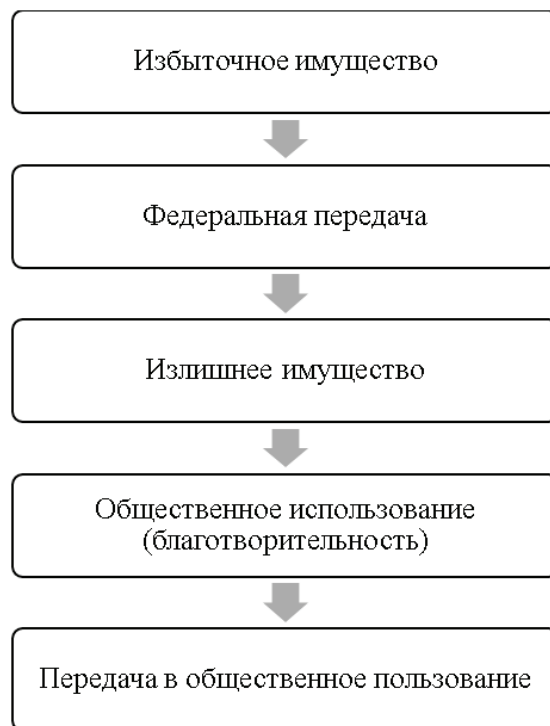 Избыточное имущество
Федеральная передача
Излишнее имущество
Общественное использование
(благотворительность)
Передача в общественное пользование